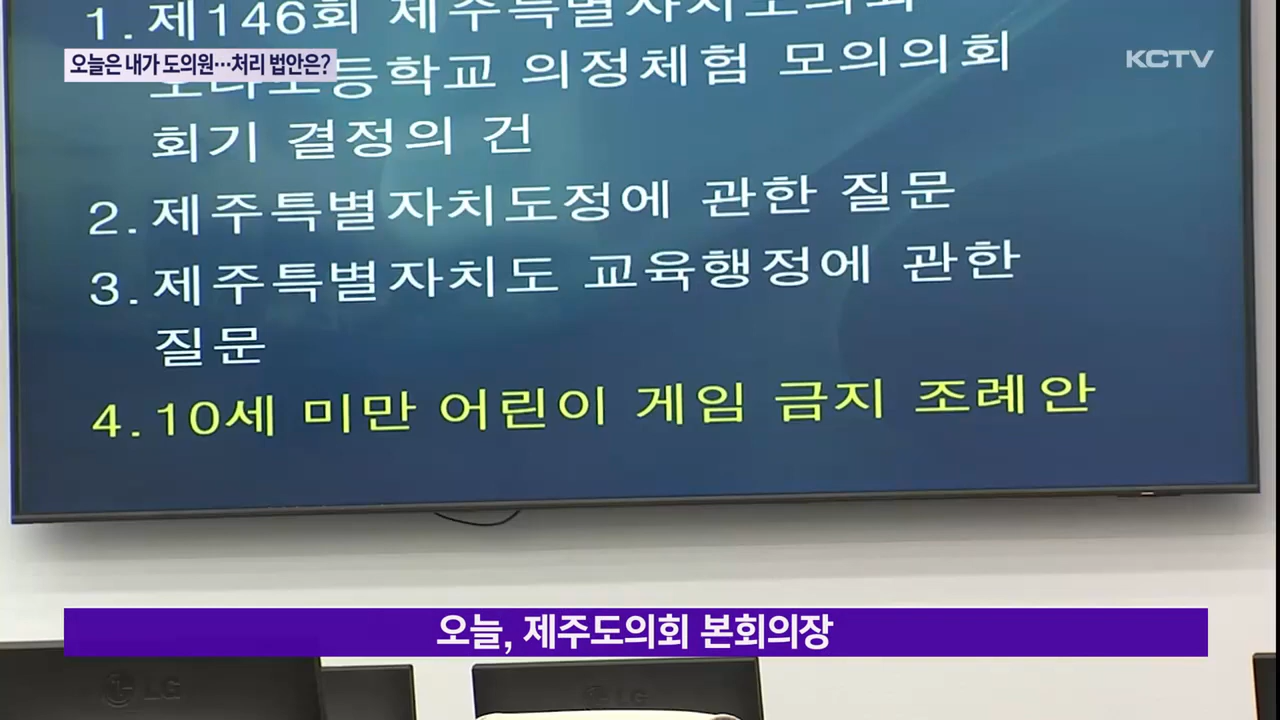 1. 제146회 제주특별자치도의회
오늘은 내가 도의원…처리 법안은?
KCTV
초등학교 의정체험 모의의회
회기 결정의 건
2. 제주특별자치도정에 관한 질문
3. 제주특별자치도 교육행정에 관한
질문
4. 10세 미만 어린이 게임 금지 조례안
오늘, 제주도의회 본회의장
LG
LG